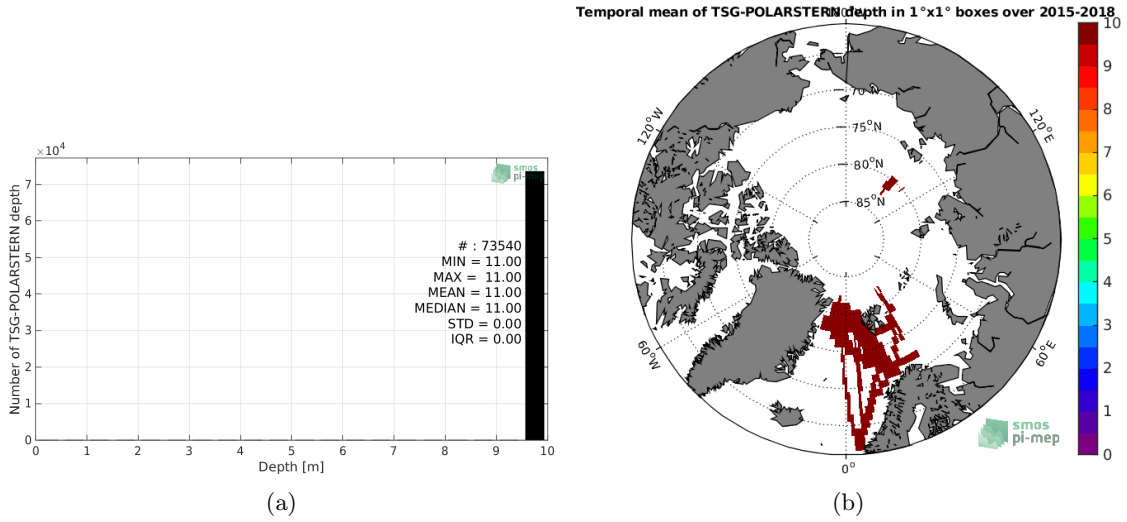 ×10⁴
7
6
5
4
3
2
1
0
Number of TSG-POLARSTERN depth
smos
pi-mep
# : 73540
MIN = 11.00
MAX = 11.00
MEAN = 11.00
MEDIAN = 11.00
STD = 0.00
IQR = 0.00
0 1 2 3 4 5 6 7 8 9 10
Depth [m]
(a)
Temporal mean of TSG-POLARSTERN depth in 1°x1° boxes over 2015-2018
120°W
120°E
70°N
75°N
80°N
85°N
60°W
60°E
0°
smos
pi-mep
10
9
8
7
6
5
4
3
2
1
0
(b)